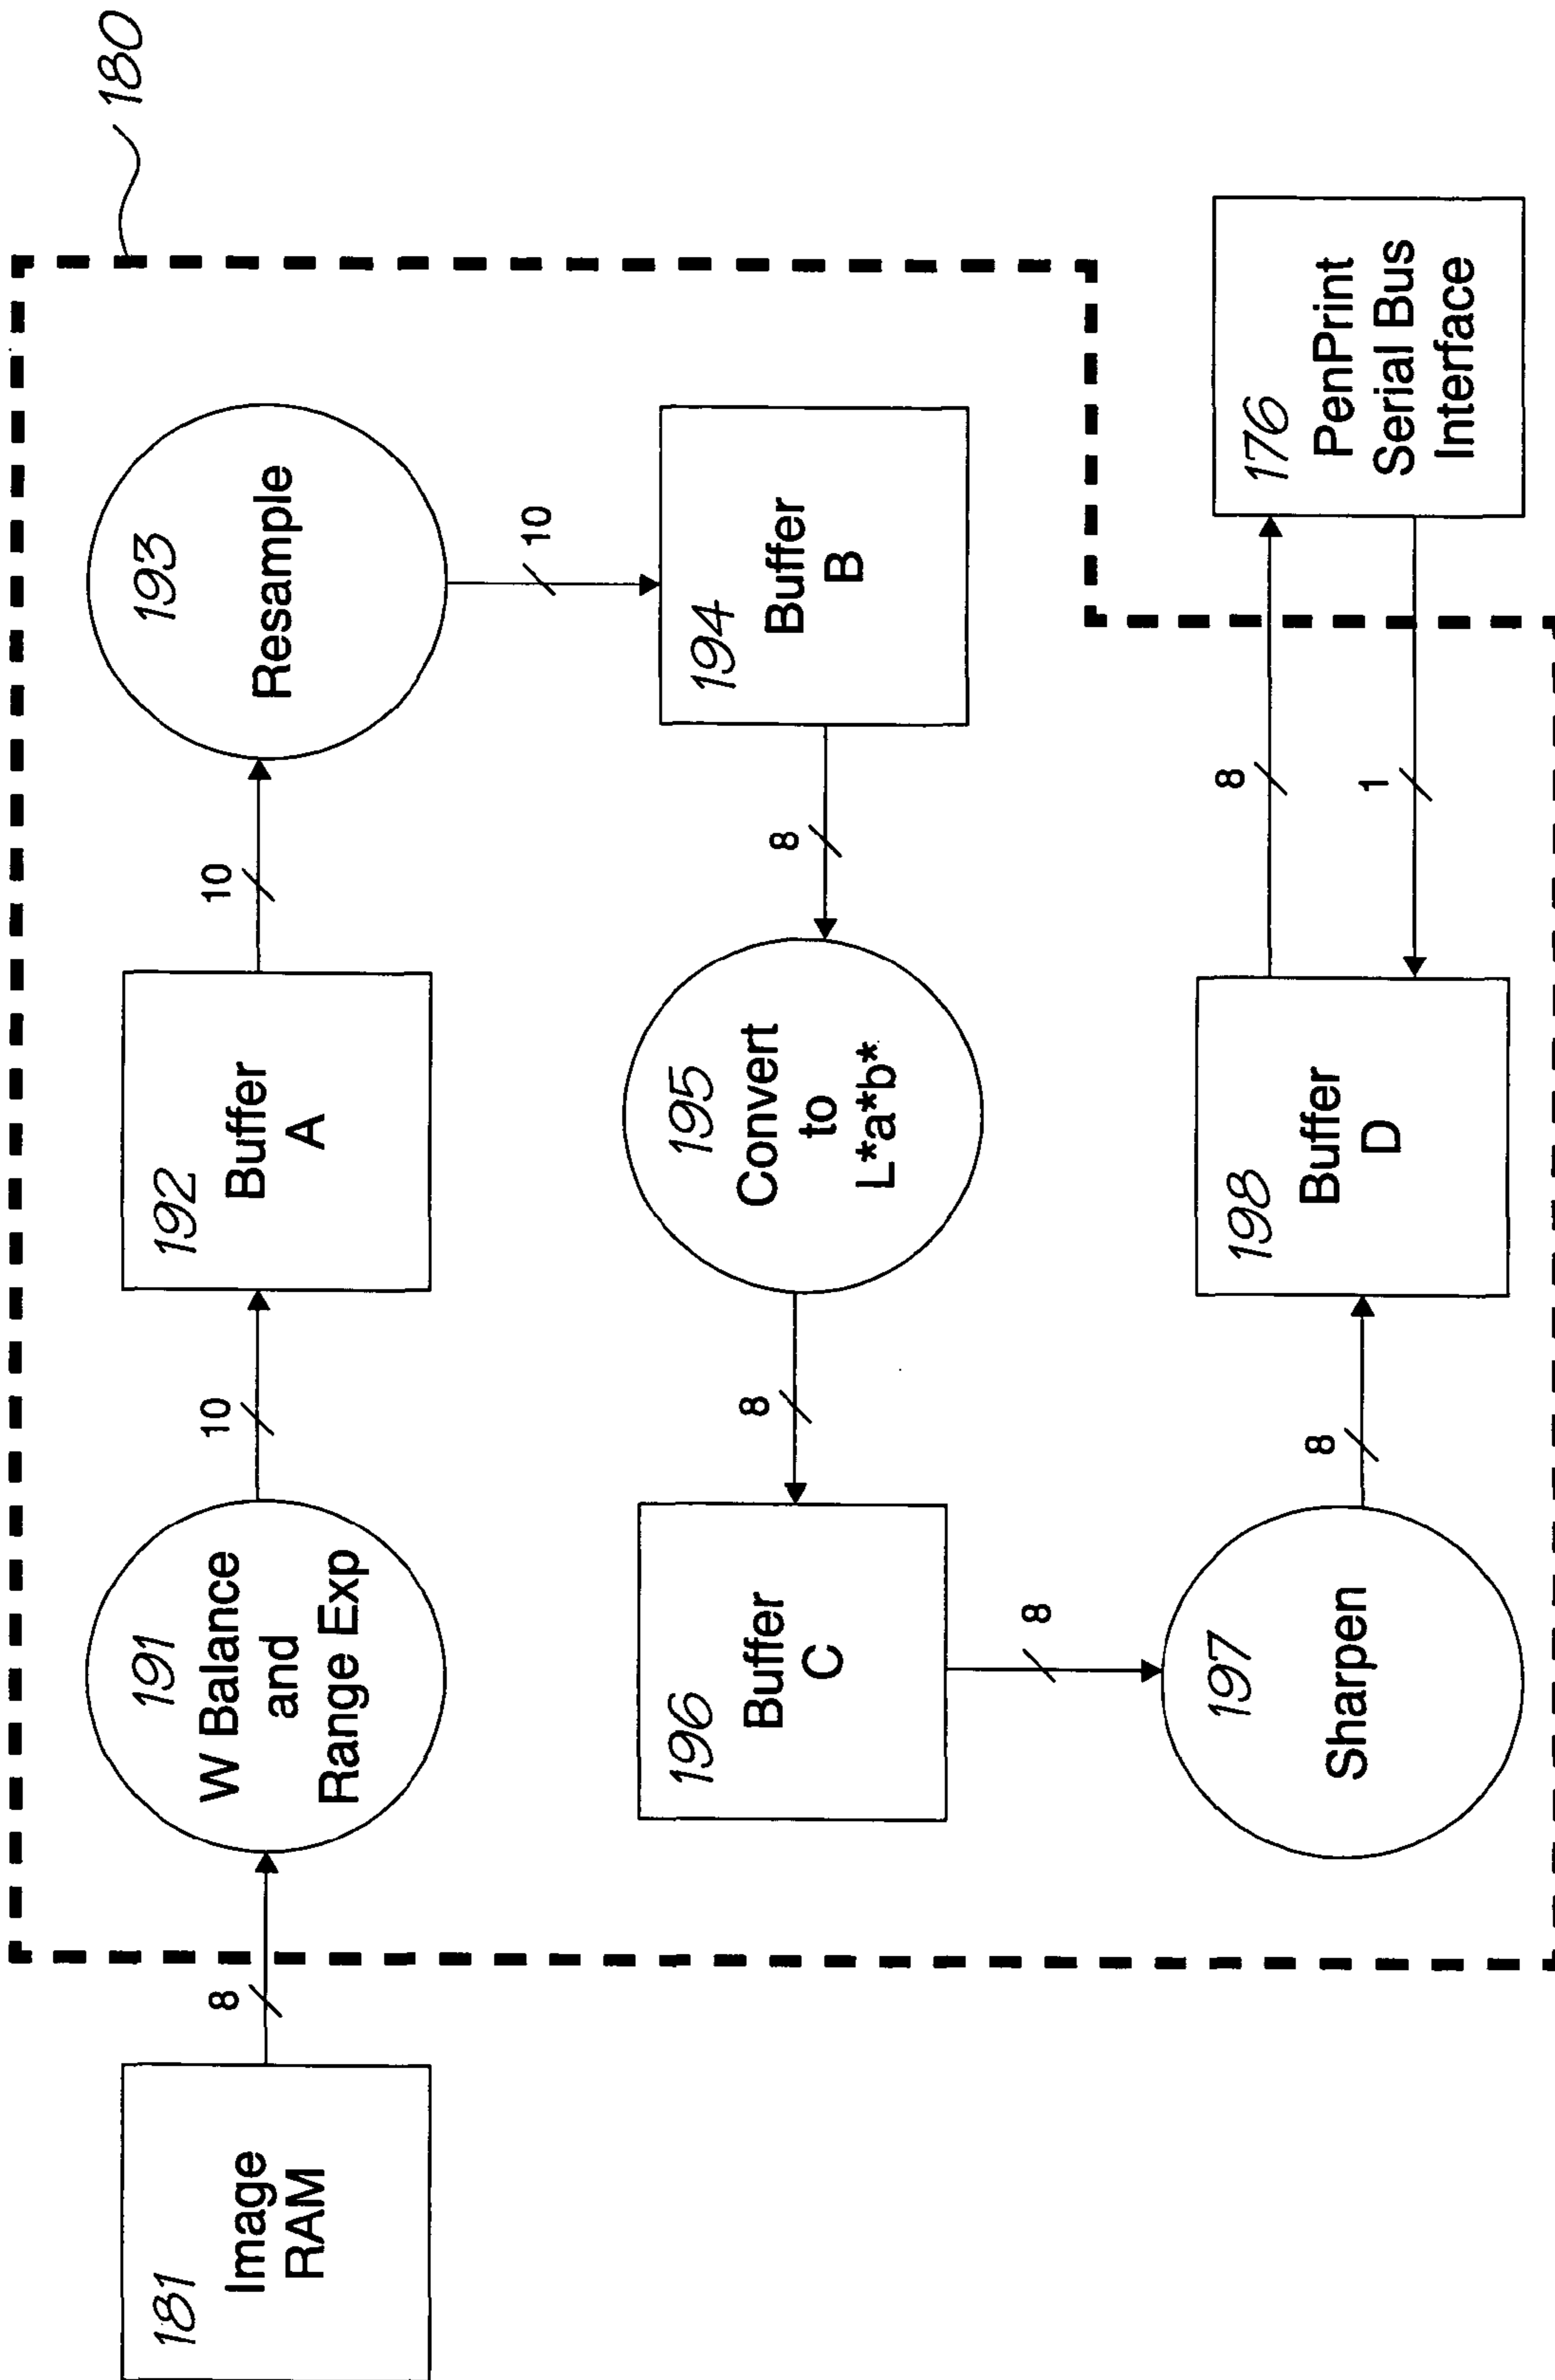 180
181
Image
RAM
8
191
W Balance
and
Range Exp
10
192
Buffer
A
10
193
Resample
10
194
Buffer
B
8
195
Convert
to
L*a*b*
8
196
Buffer
C
8
197
Sharpen
8
198
Buffer
D
8
1
176
PenPrint
Serial Bus
Interface